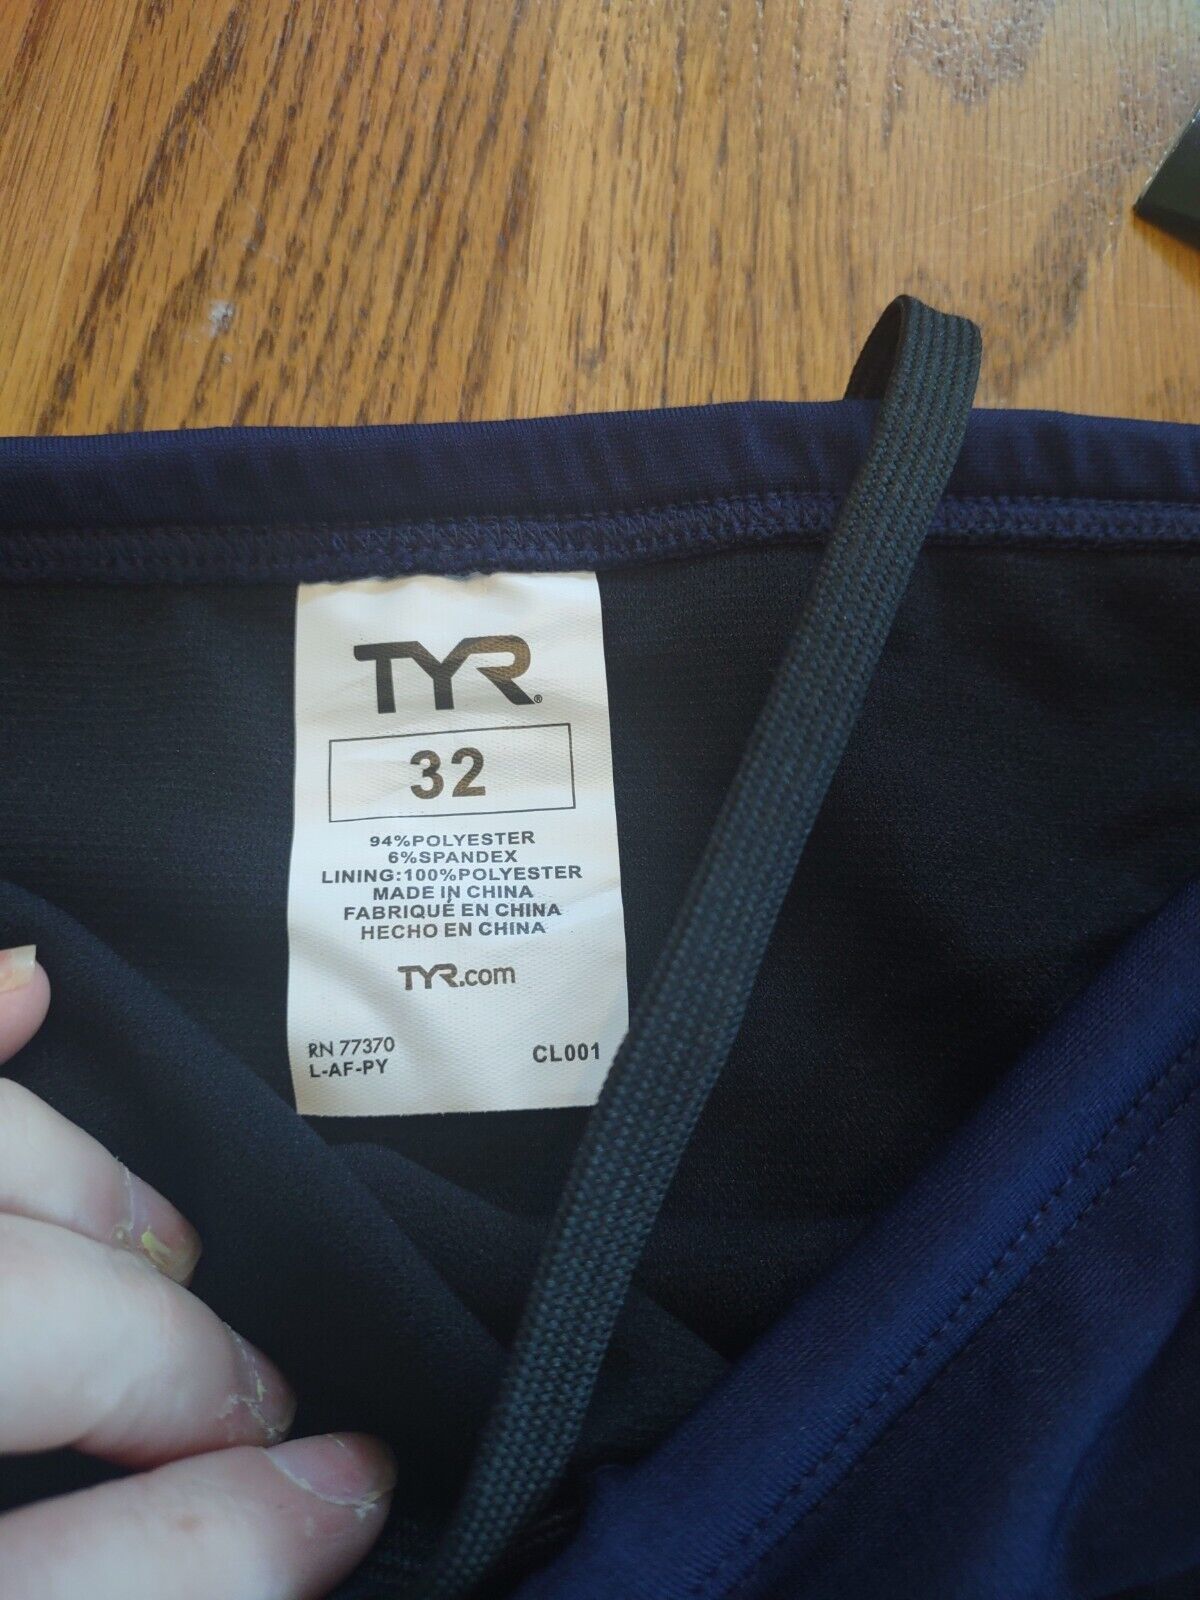 TYR®
32
94%POLYESTER
6%SPANDEX
LINING:100%POLYESTER
MADE IN CHINA
FABRIQUÉ EN CHINA
HECHO EN CHINA
TYR.com
RN 77370
L-AF-PY
CL001